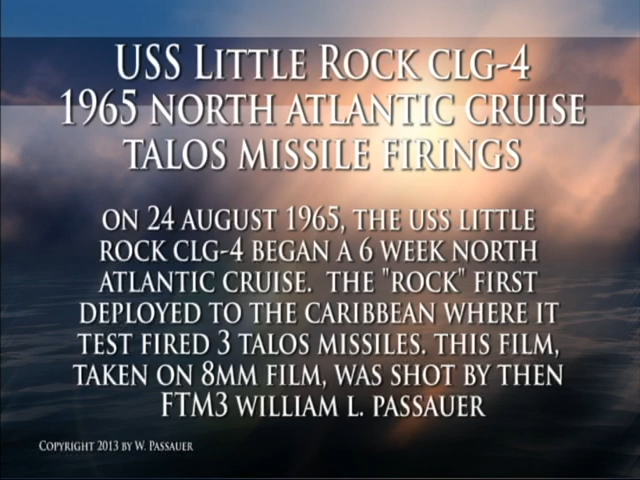 USS LITTLE ROCK CLG-4
1965 NORTH ATLANTIC CRUISE
TALOS MISSILE FIRINGS
ON 24 AUGUST 1965, THE USS LITTLE
ROCK CLG-4 BEGAN A 6 WEEK NORTH
ATLANTIC CRUISE. THE "ROCK" FIRST
DEPLOYED TO THE CARIBBEAN WHERE IT
TEST FIRED 3 TALOS MISSILES. THIS FILM,
TAKEN ON 8MM FILM, WAS SHOT BY THEN
FTM3 WILLIAM L. PASSAUER
COPYRIGHT 2013 BY W. PASSAUER